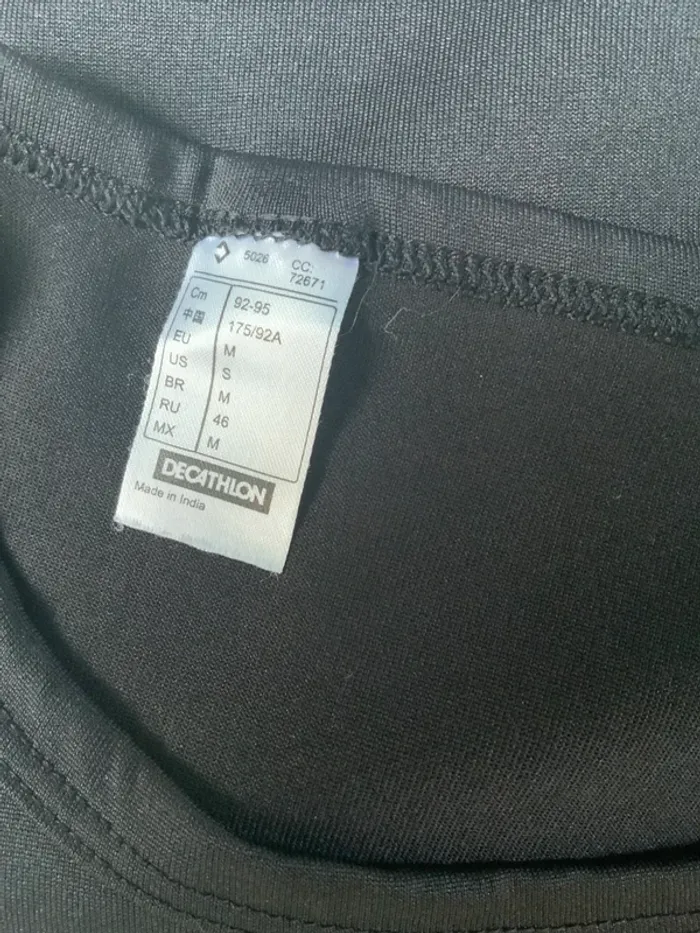 5026 CC:
72671
Cm 92-95
中国 175/92A
EU M
US S
BR M
RU 46
MX M
DECATHLON
Made in India